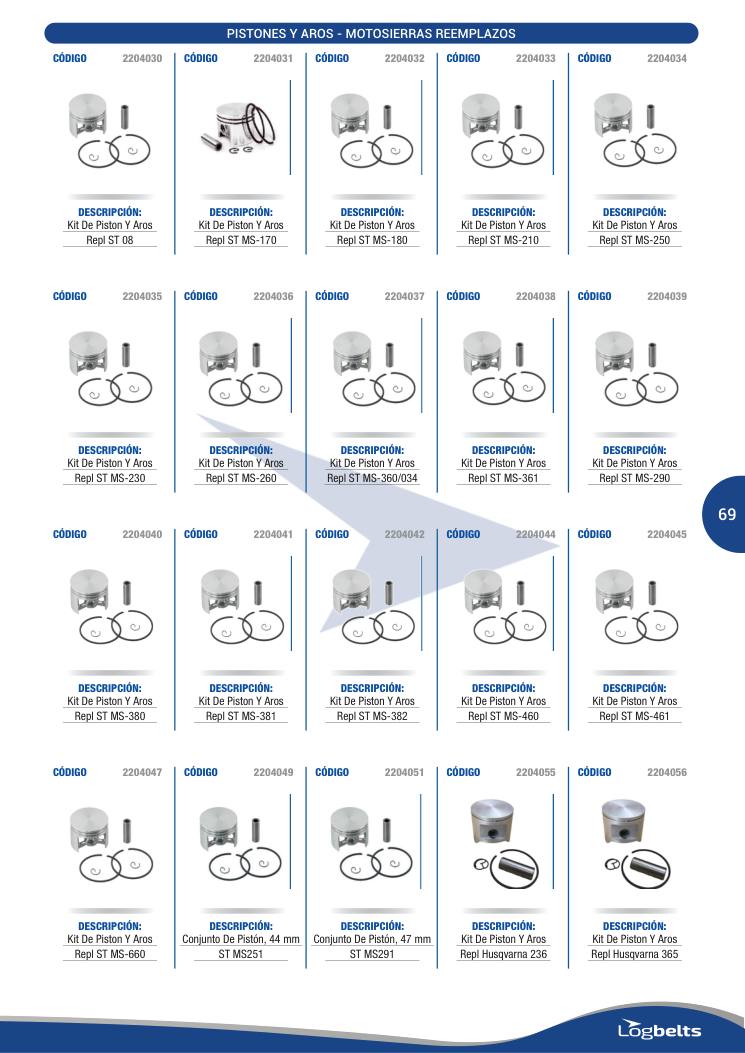 PISTONES Y AROS - MOTOSIERRAS REEMPLAZOS
CÓDIGO 2204030
CÓDIGO 2204031
CÓDIGO 2204032
CÓDIGO 2204033
CÓDIGO 2204034
DESCRIPCIÓN:
Kit De Piston Y Aros
Repl ST 08
DESCRIPCIÓN:
Kit De Piston Y Aros
Repl ST MS-170
DESCRIPCIÓN:
Kit De Piston Y Aros
Repl ST MS-180
DESCRIPCIÓN:
Kit De Piston Y Aros
Repl ST MS-210
DESCRIPCIÓN:
Kit De Piston Y Aros
Repl ST MS-250
CÓDIGO 2204035
CÓDIGO 2204036
CÓDIGO 2204037
CÓDIGO 2204038
CÓDIGO 2204039
DESCRIPCIÓN:
Kit De Piston Y Aros
Repl ST MS-230
DESCRIPCIÓN:
Kit De Piston Y Aros
Repl ST MS-260
DESCRIPCIÓN:
Kit De Piston Y Aros
Repl ST MS-360/034
DESCRIPCIÓN:
Kit De Piston Y Aros
Repl ST MS-361
DESCRIPCIÓN:
Kit De Piston Y Aros
Repl ST MS-290
69
CÓDIGO 2204040
CÓDIGO 2204041
CÓDIGO 2204042
CÓDIGO 2204044
CÓDIGO 2204045
DESCRIPCIÓN:
Kit De Piston Y Aros
Repl ST MS-380
DESCRIPCIÓN:
Kit De Piston Y Aros
Repl ST MS-381
DESCRIPCIÓN:
Kit De Piston Y Aros
Repl ST MS-382
DESCRIPCIÓN:
Kit De Piston Y Aros
Repl ST MS-460
DESCRIPCIÓN:
Kit De Piston Y Aros
Repl ST MS-461
CÓDIGO 2204047
CÓDIGO 2204049
CÓDIGO 2204051
CÓDIGO 2204055
CÓDIGO 2204056
DESCRIPCIÓN:
Kit De Piston Y Aros
Repl ST MS-660
DESCRIPCIÓN:
Conjunto De Pistón, 44 mm
ST MS251
DESCRIPCIÓN:
Conjunto De Pistón, 47 mm
ST MS291
DESCRIPCIÓN:
Kit De Piston Y Aros
Repl Husqvarna 236
DESCRIPCIÓN:
Kit De Piston Y Aros
Repl Husqvarna 365
Logbelts